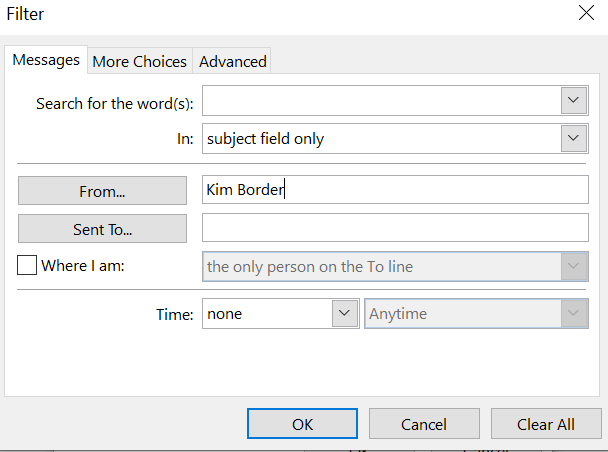 Filter
Messages More Choices Advanced
Search for the word(s):
In: subject field only
From... Kim Border
Sent To...
Where I am: the only person on the To line
Time: none Anytime
OK Cancel Clear All